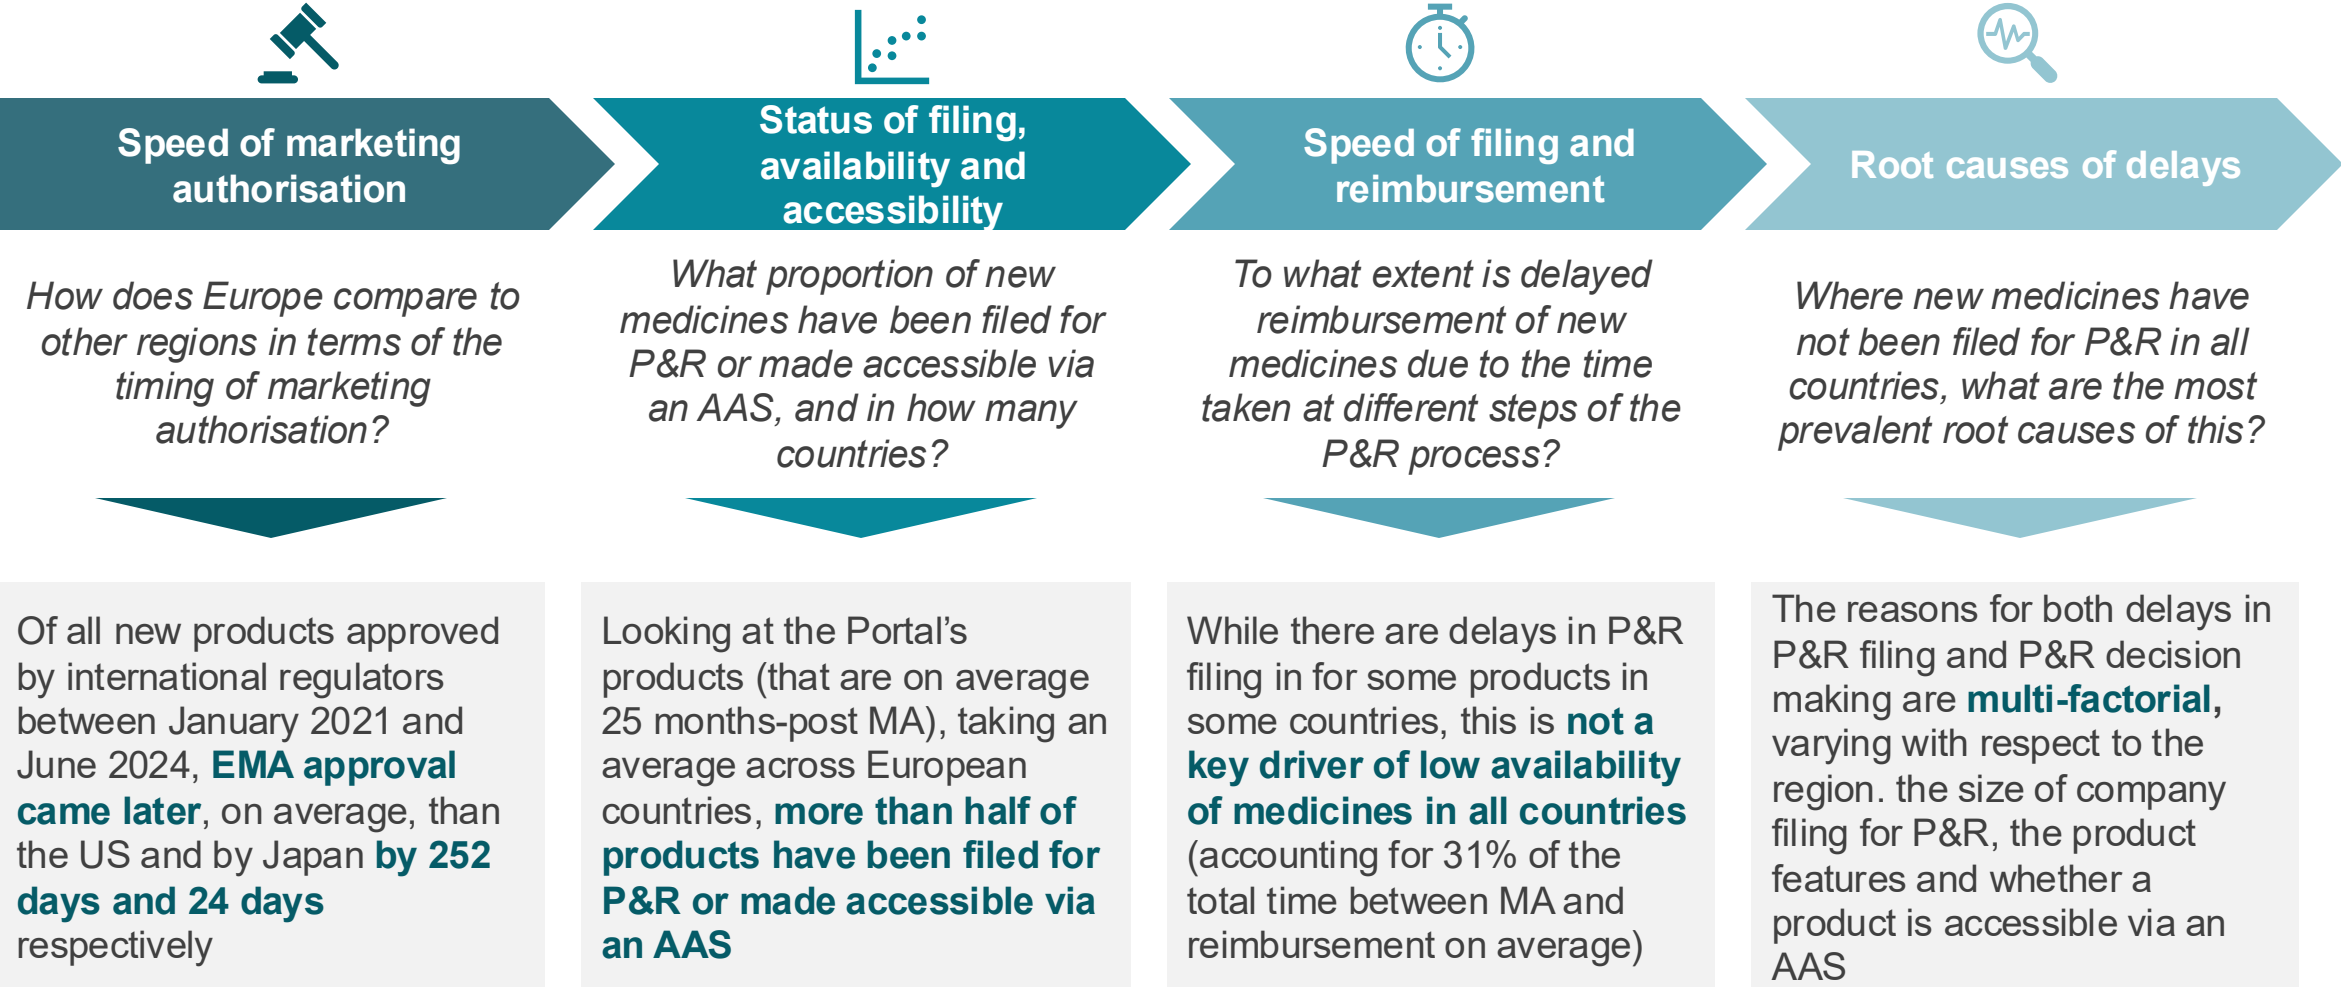 Speed of marketing
authorisation
Status of filing,
availability and
accessibility
Speed of filing and
reimbursement
Root causes of delays
How does Europe compare to
other regions in terms of the
timing of marketing
authorisation?
What proportion of new
medicines have been filed for
P&R or made accessible via
an AAS, and in how many
countries?
To what extent is delayed
reimbursement of new
medicines due to the time
taken at different steps of the
P&R process?
Where new medicines have
not been filed for P&R in all
countries, what are the most
prevalent root causes of this?
Of all new products approved
by international regulators
between January 2021 and
June 2024, EMA approval
came later, on average, than
the US and by Japan by 252
days and 24 days
respectively
Looking at the Portal’s
products (that are on average
25 months-post MA), taking an
average across European
countries, more than half of
products have been filed for
P&R or made accessible via
an AAS
While there are delays in P&R
filing in for some products in
some countries, this is not a
key driver of low availability
of medicines in all countries
(accounting for 31% of the
total time between MA and
reimbursement on average)
The reasons for both delays in
P&R filing and P&R decision
making are multi-factorial,
varying with respect to the
region. the size of company
filing for P&R, the product
features and whether a
product is accessible via an
AAS